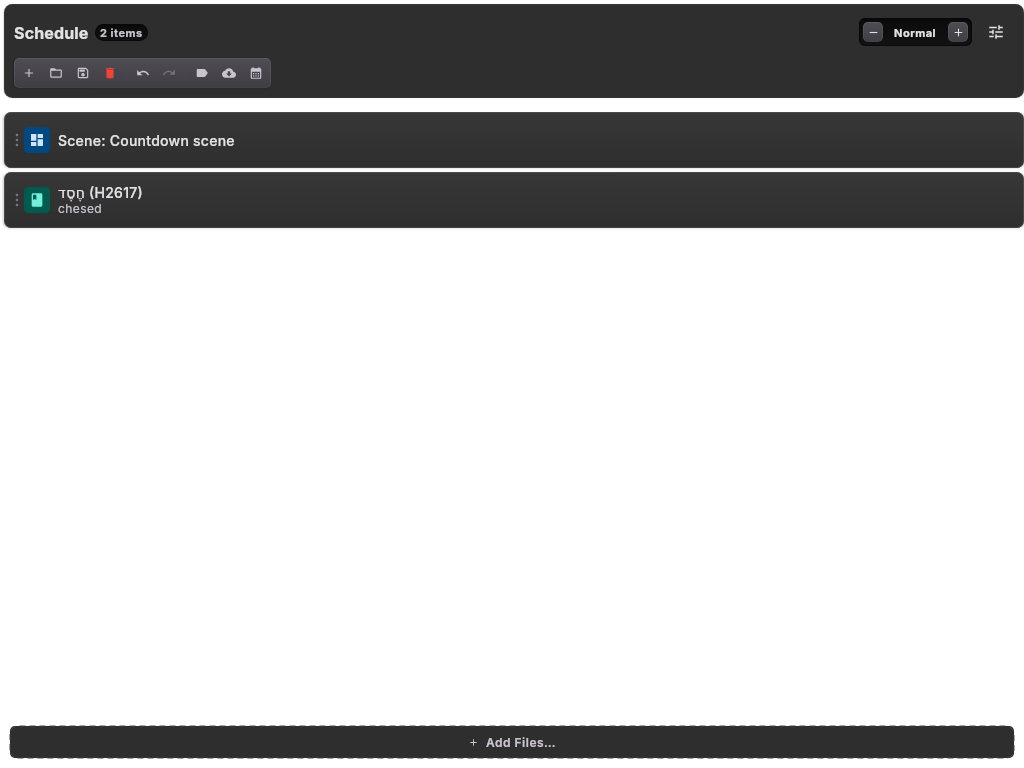 Schedule 2 items
Normal
Scene: Countdown scene
חֶסֶד (H2617)
chesed
Add Files...